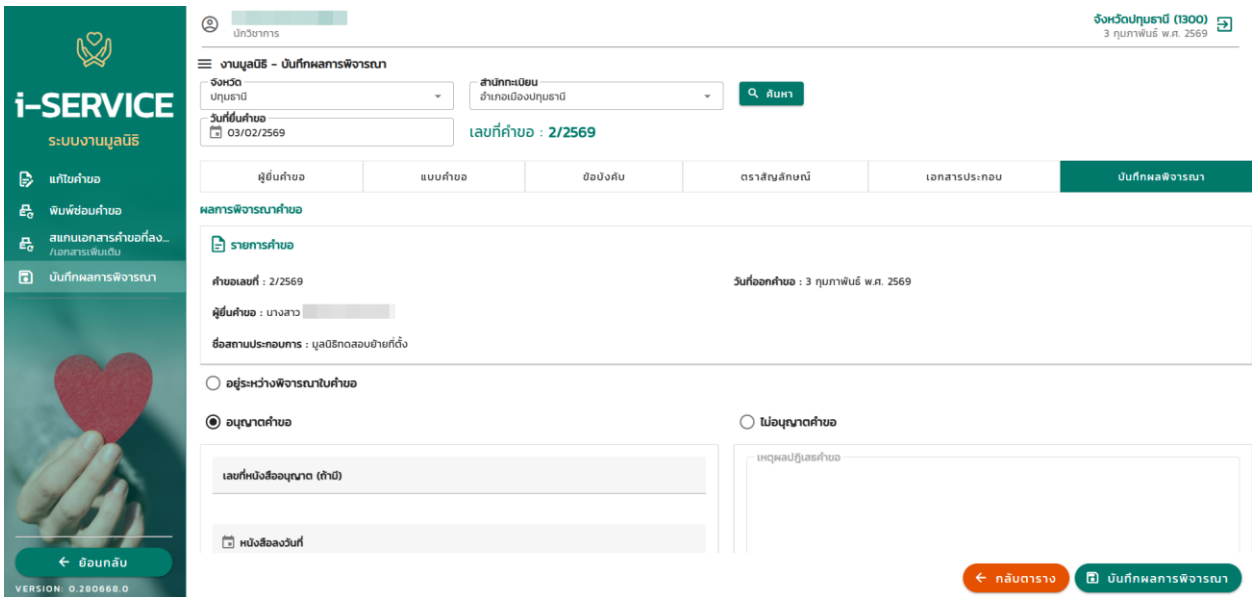 i-SERVICE
ระบบงานมูลนิธิ
แก้ไขคำขอ
พิมพ์ซ่อมคำขอ
สแกนเอกสารคำขอที่ลง...
/เอกสารเพิ่มเติม
บันทึกผลการพิจารณา
ย้อนกลับ
VERSION: 0.280668.0
นักวิชาการ
จังหวัดปทุมธานี (1300)
3 กุมภาพันธ์ พ.ศ. 2569
งานมูลนิธิ - บันทึกผลการพิจารณา
จังหวัด
ปทุมธานี
สำนักทะเบียน
อำเภอเมืองปทุมธานี
ค้นหา
วันที่ยื่นคำขอ
03/02/2569
เลขที่คำขอ : 2/2569
ผู้ยื่นคำขอ แบบคำขอ ข้อบังคับ ตราสัญลักษณ์ เอกสารประกอบ บันทึกผลพิจารณา
ผลการพิจารณาคำขอ
รายการคำขอ
คำขอเลขที่ : 2/2569 วันที่ออกคำขอ : 3 กุมภาพันธ์ พ.ศ. 2569
ผู้ยื่นคำขอ : นางสาว
ชื่อสถานประกอบการ : มูลนิธิทดสอบย้ายที่ตั้ง
อยู่ระหว่างพิจารณาใบคำขอ
อนุญาตคำขอ ไม่อนุญาตคำขอ
เลขที่หนังสืออนุญาต (ถ้ามี)
เหตุผลปฏิเสธคำขอ
หนังสือลงวันที่
กลับตาราง บันทึกผลการพิจารณา